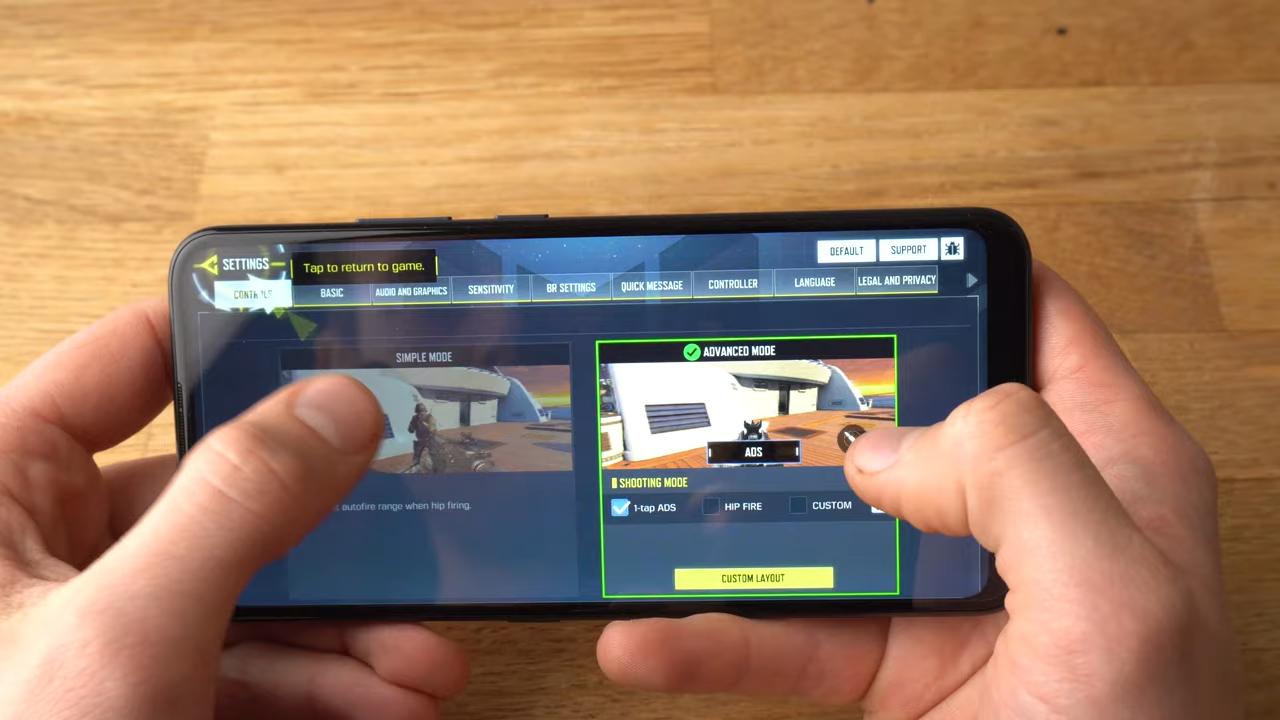 SETTINGS
Tap to return to game.
DEFAULT
SUPPORT
CONTROLS
BASIC
AUDIO AND GRAPHICS
SENSITIVITY
BR SETTINGS
QUICK MESSAGE
CONTROLLER
LANGUAGE
LEGAL AND PRIVACY
SIMPLE MODE
ADVANCED MODE
ADS
SHOOTING MODE
autofire range when hip firing.
1-tap ADS
HIP FIRE
CUSTOM
CUSTOM LAYOUT